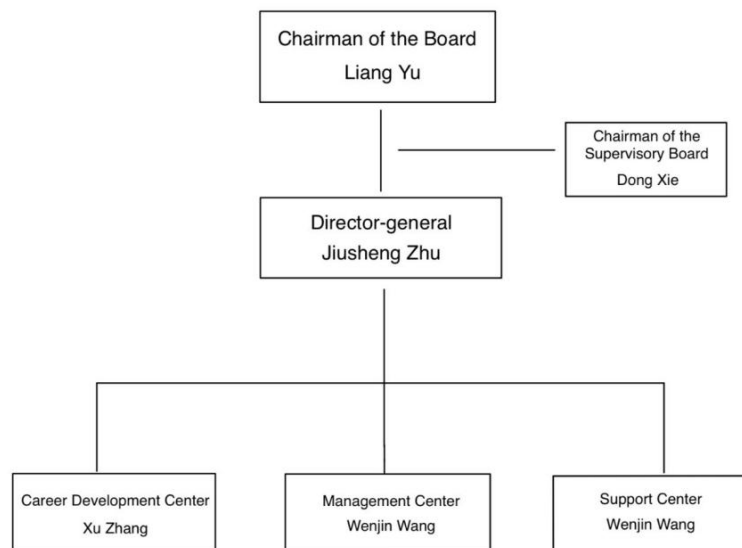 Chairman of the Board
Liang Yu
Chairman of the
Supervisory Board
Dong Xie
Director-general
Jiusheng Zhu
Career Development Center
Xu Zhang
Management Center
Wenjin Wang
Support Center
Wenjin Wang